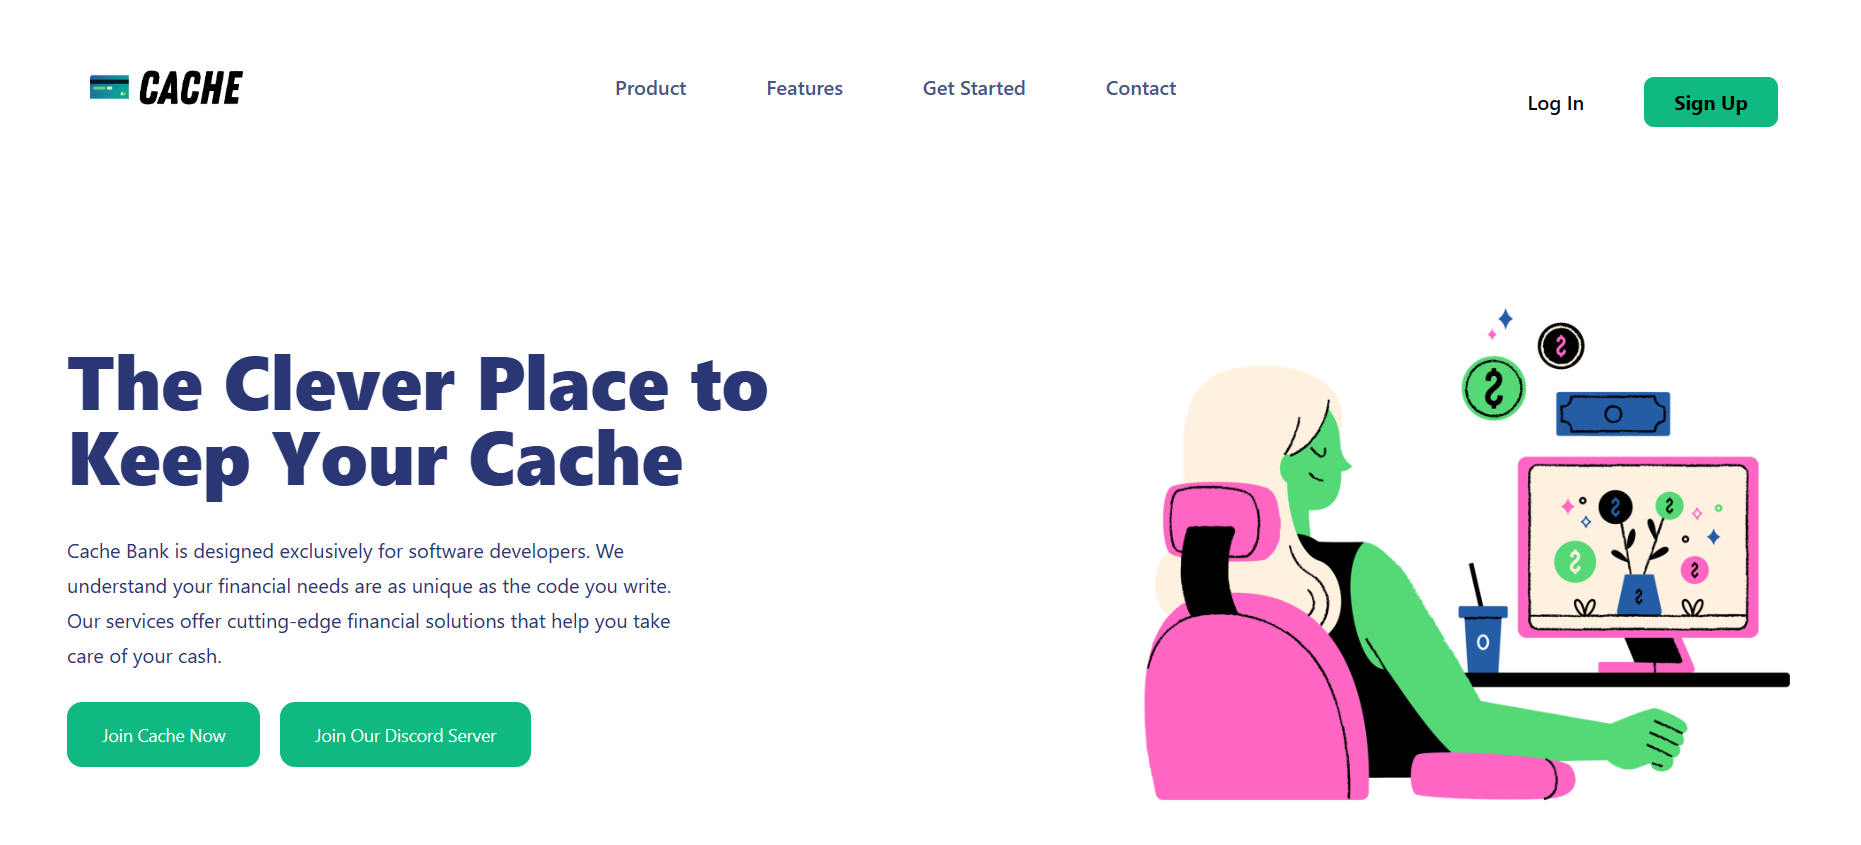 CACHE
Product
Features
Get Started
Contact
Log In
Sign Up
The Clever Place to
Keep Your Cache
Cache Bank is designed exclusively for software developers. We
understand your financial needs are as unique as the code you write.
Our services offer cutting-edge financial solutions that help you take
care of your cash.
Join Cache Now
Join Our Discord Server